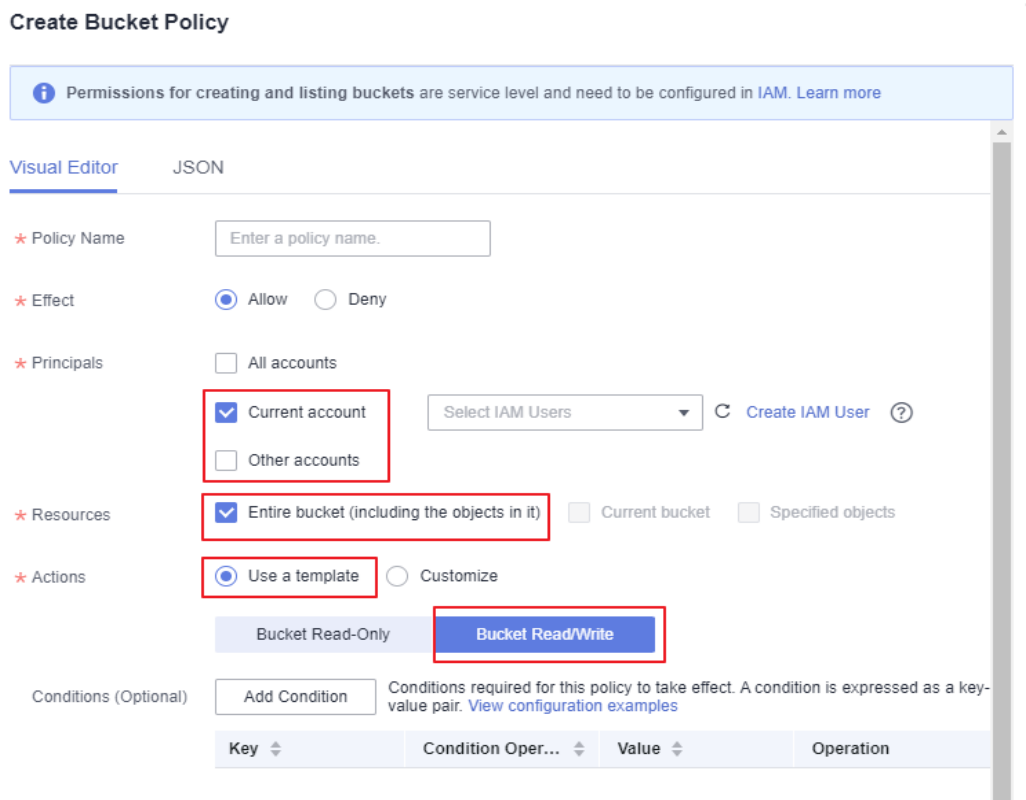 Create Bucket Policy
Permissions for creating and listing buckets are service level and need to be configured in IAM. Learn more
Visual Editor JSON
* Policy Name Enter a policy name.
* Effect Allow Deny
* Principals All accounts
Current account Select IAM Users Create IAM User ?
Other accounts
* Resources Entire bucket (including the objects in it) Current bucket Specified objects
* Actions Use a template Customize
Bucket Read-Only Bucket Read/Write
Conditions (Optional) Add Condition Conditions required for this policy to take effect. A condition is expressed as a key-
value pair. View configuration examples
Key Condition Oper... Value Operation